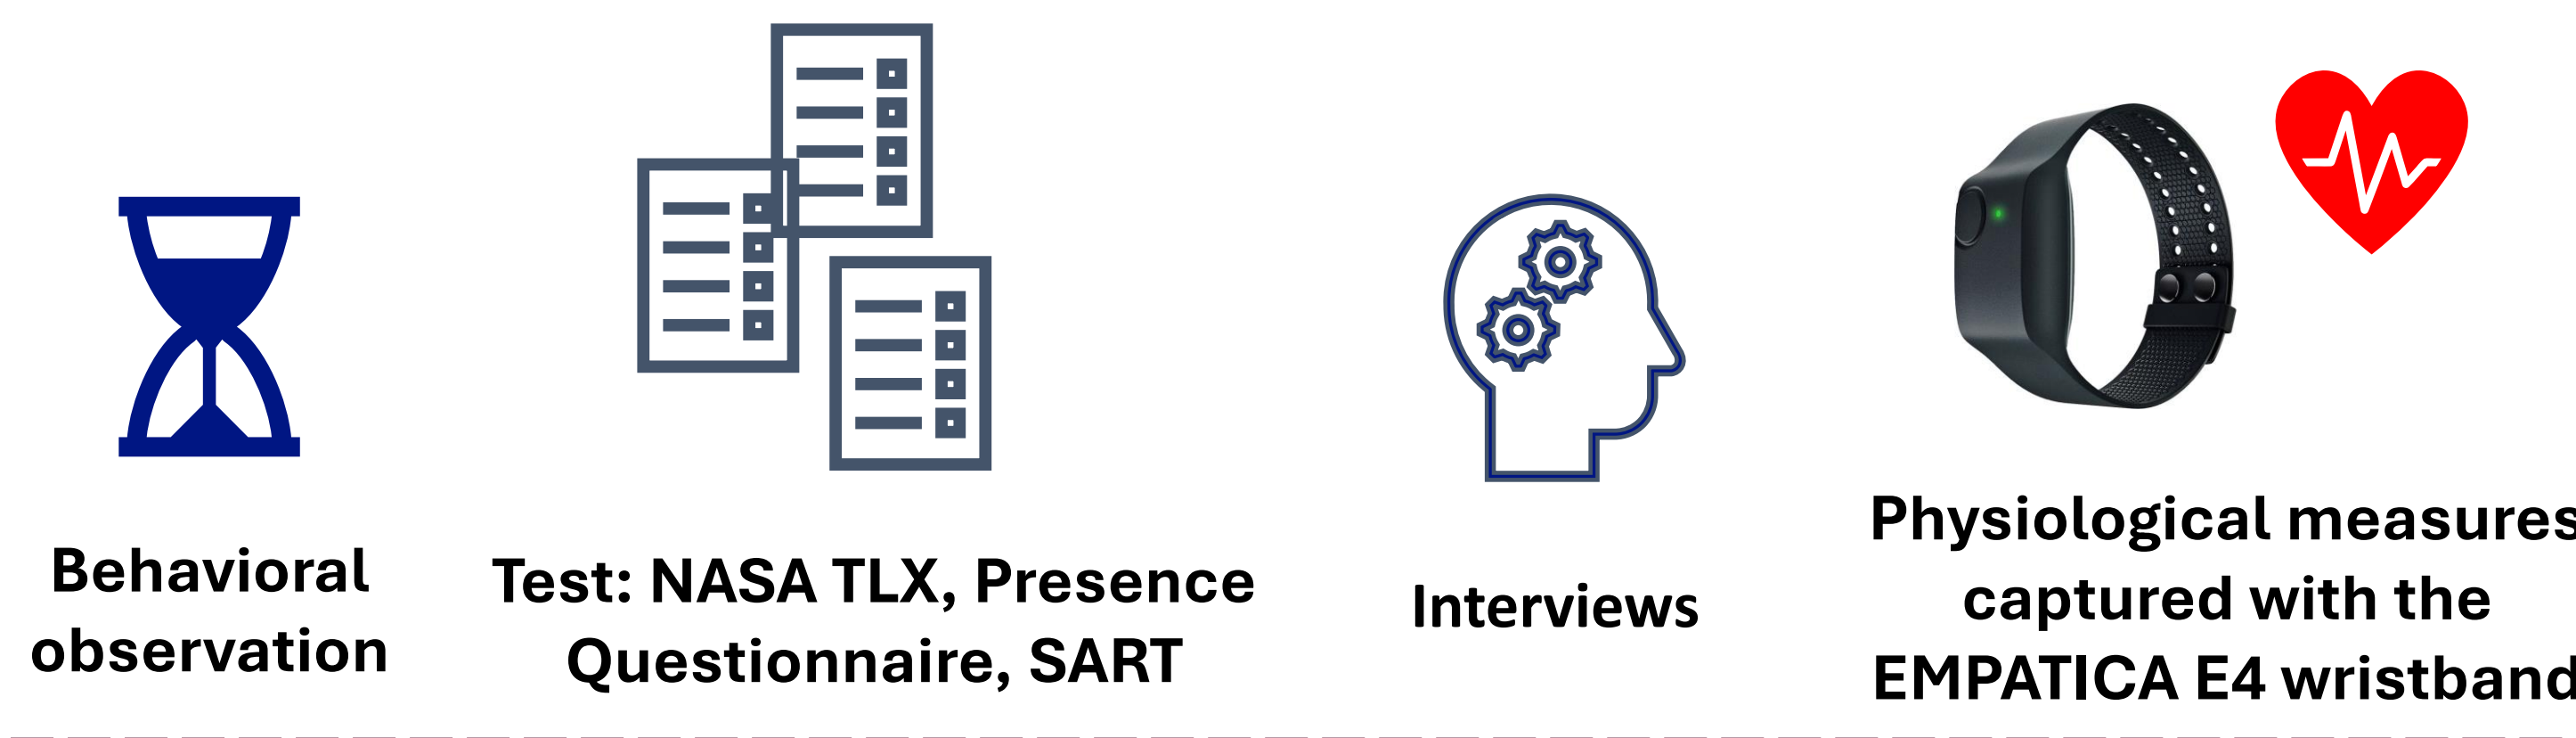 Behavioral
observation
Test: NASA TLX, Presence
Questionnaire, SART
Interviews
Physiological measures
captured with the
EMPATICA E4 wristband